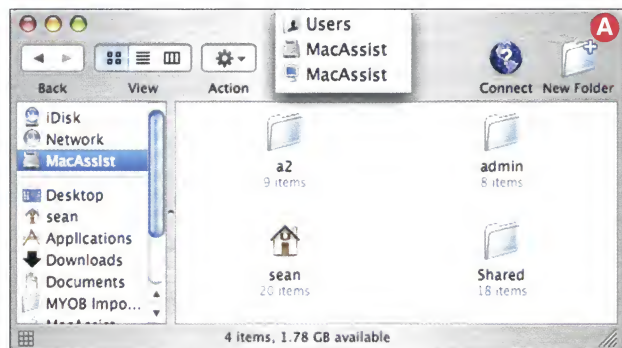 Users
MacAssist
MacAssist
A
Back View Action Connect New Folder
iDisk
Network
MacAssist
Desktop
sean
Applications
Downloads
Documents
MYOB Impo...
MacAssist
a2
9 items
admin
8 items
sean
20 items
Shared
18 items
4 items, 1.78 GB available